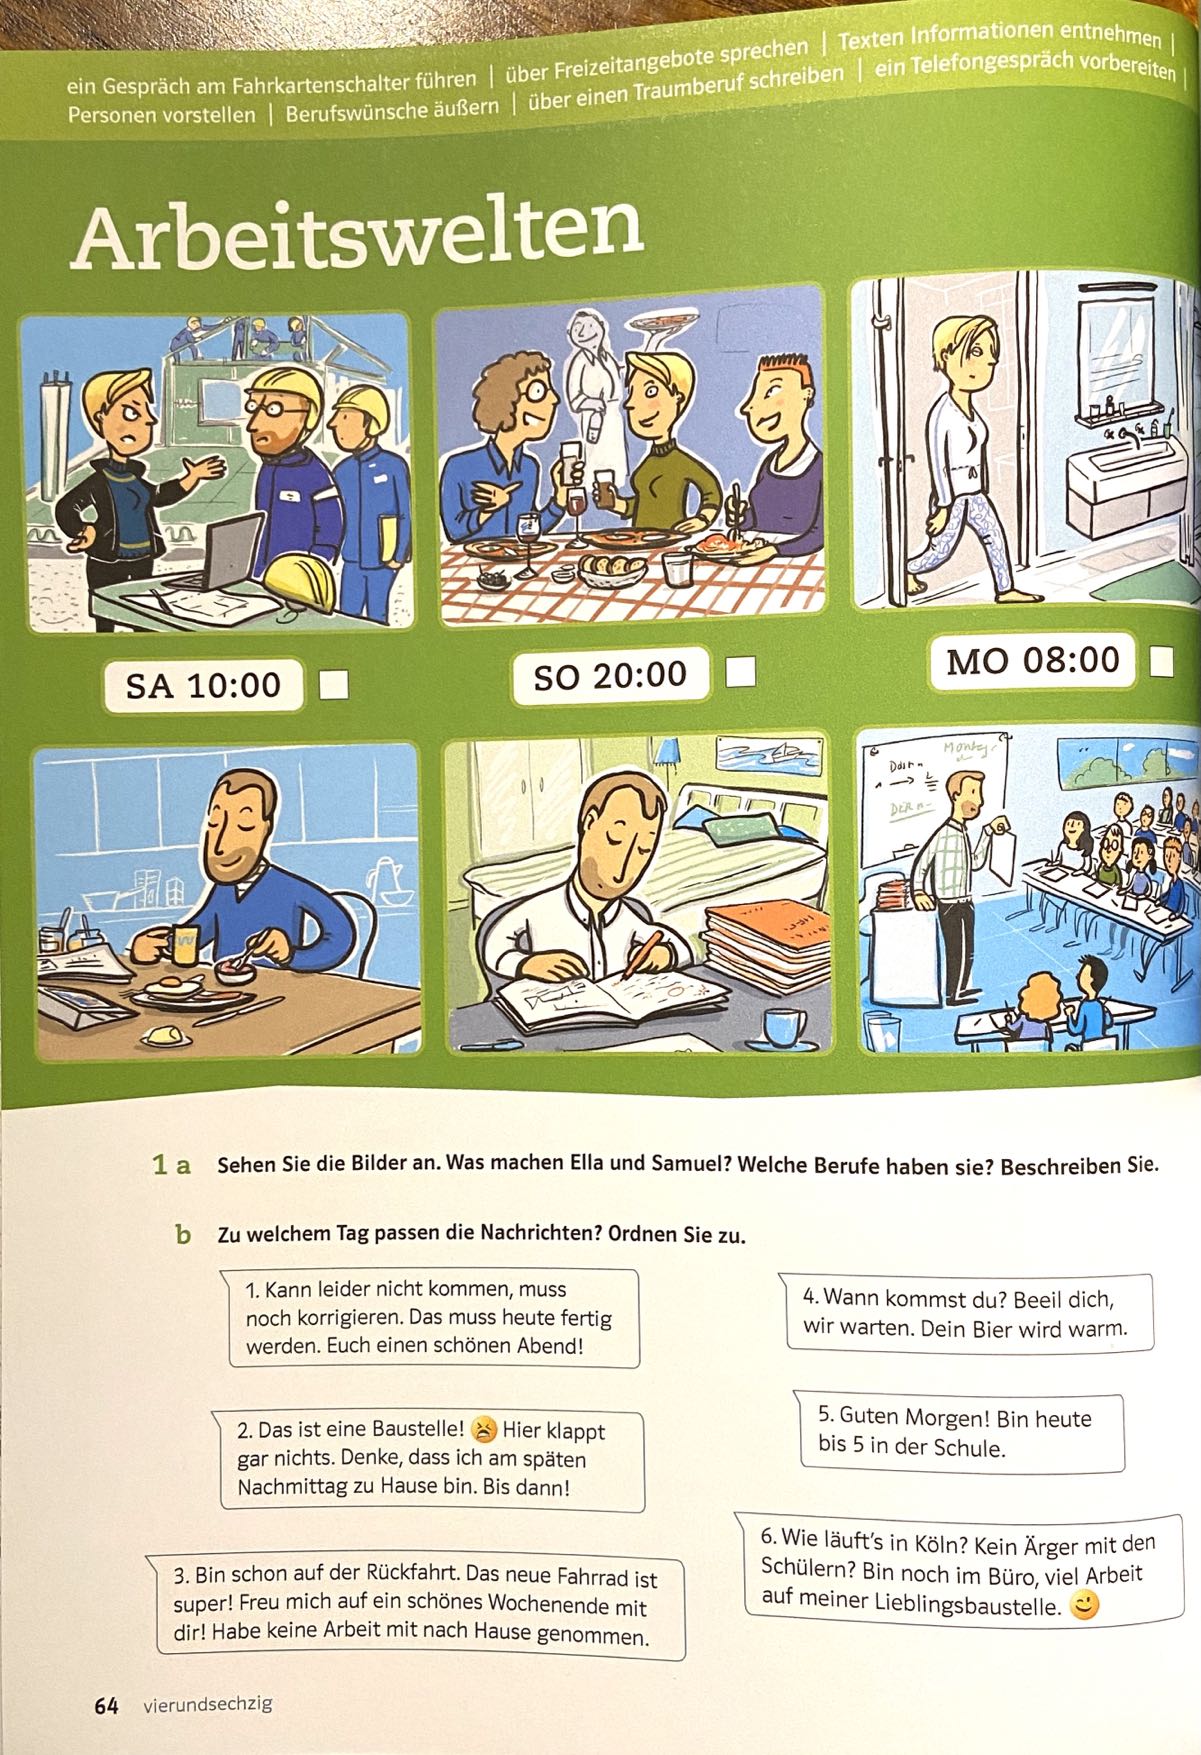 ein Gespräch am Fahrkartenschalter führen | über Freizeitangebote sprechen | Texten Informationen entnehmen |
Personen vorstellen | Berufswünsche äußern | über einen Traumberuf schreiben | ein Telefongespräch vorbereiten |
Arbeitswelten
SA 10:00
SO 20:00
MO 08:00
DER
1 a Sehen Sie die Bilder an. Was machen Ella und Samuel? Welche Berufe haben sie? Beschreiben Sie.
b Zu welchem Tag passen die Nachrichten? Ordnen Sie zu.
1. Kann leider nicht kommen, muss
noch korrigieren. Das muss heute fertig
werden. Euch einen schönen Abend!
2. Das ist eine Baustelle! 😫 Hier klappt
gar nichts. Denke, dass ich am späten
Nachmittag zu Hause bin. Bis dann!
3. Bin schon auf der Rückfahrt. Das neue Fahrrad ist
super! Freu mich auf ein schönes Wochenende mit
dir! Habe keine Arbeit mit nach Hause genommen.
4. Wann kommst du? Beeil dich,
wir warten. Dein Bier wird warm.
5. Guten Morgen! Bin heute
bis 5 in der Schule.
6. Wie läuft's in Köln? Kein Ärger mit den
Schülern? Bin noch im Büro, viel Arbeit
auf meiner Lieblingsbaustelle. 😉
64 vierundsechzig